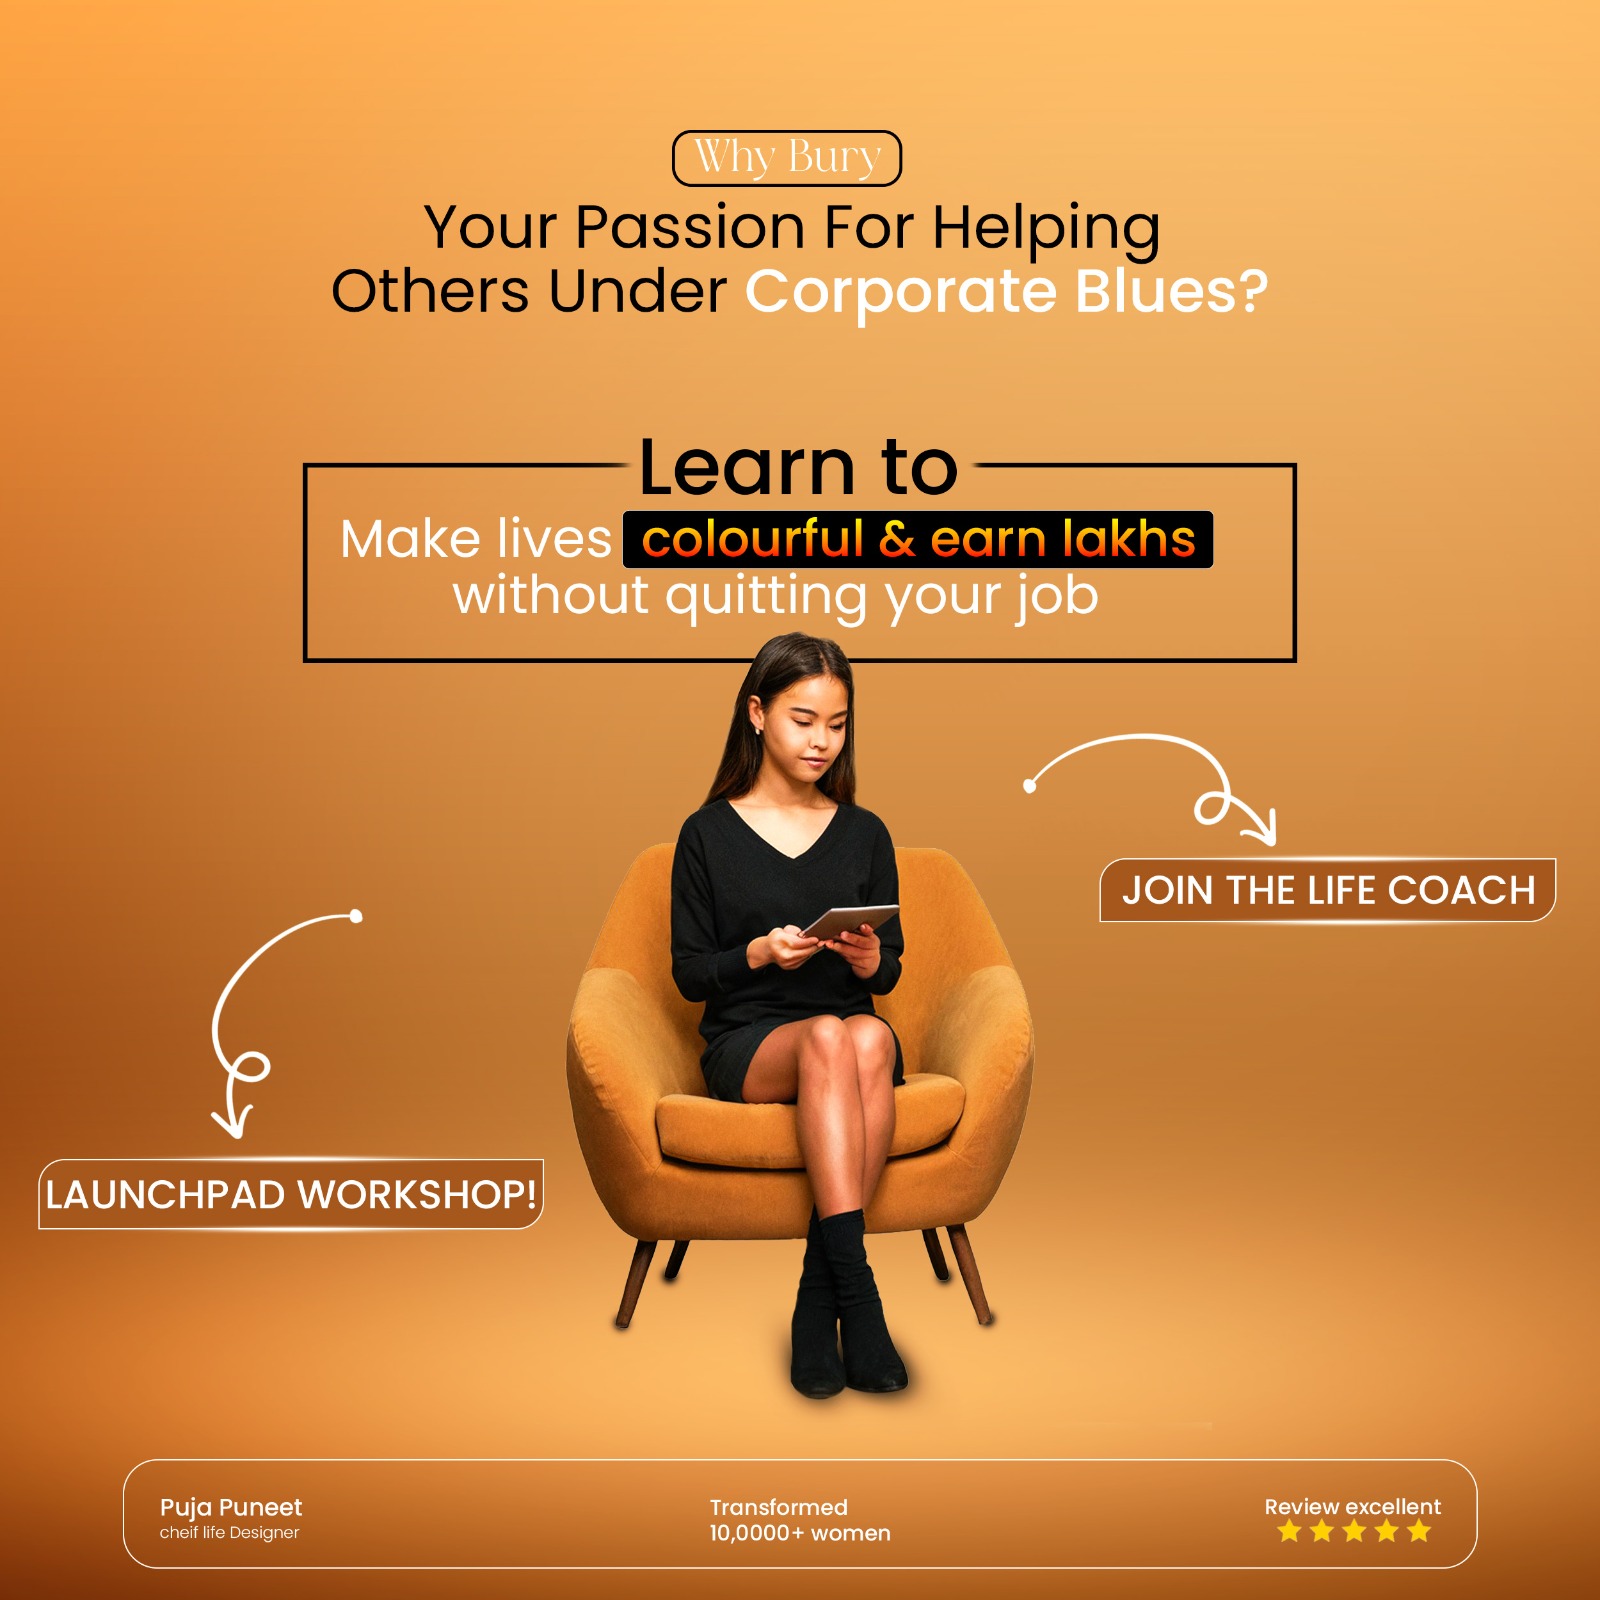 Why Bury
Your Passion For Helping
Others Under Corporate Blues?
Learn to
Make lives colourful & earn lakhs
without quitting your job
JOIN THE LIFE COACH
LAUNCHPAD WORKSHOP!
Puja Puneet
cheif life Designer
Transformed
10,0000+ women
Review excellent